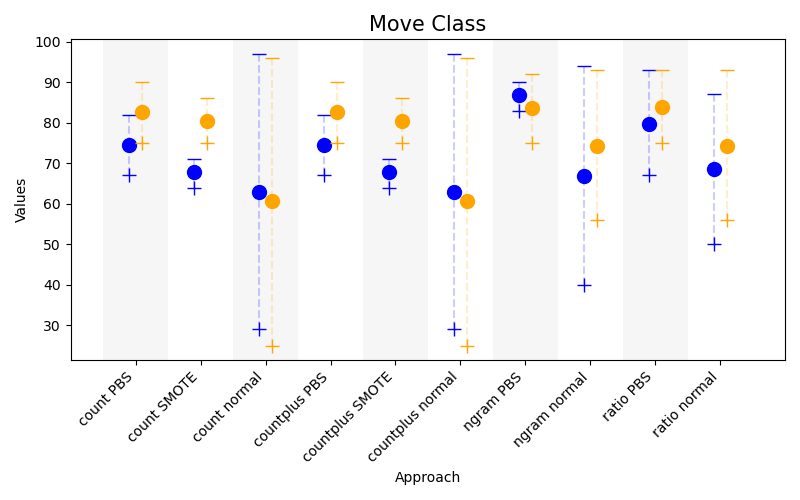 Move Class
Values
100
90
80
70
60
50
40
30
count PBS
count SMOTE
count normal
countplus PBS
countplus SMOTE
countplus normal
ngram PBS
ngram normal
ratio PBS
ratio normal
Approach